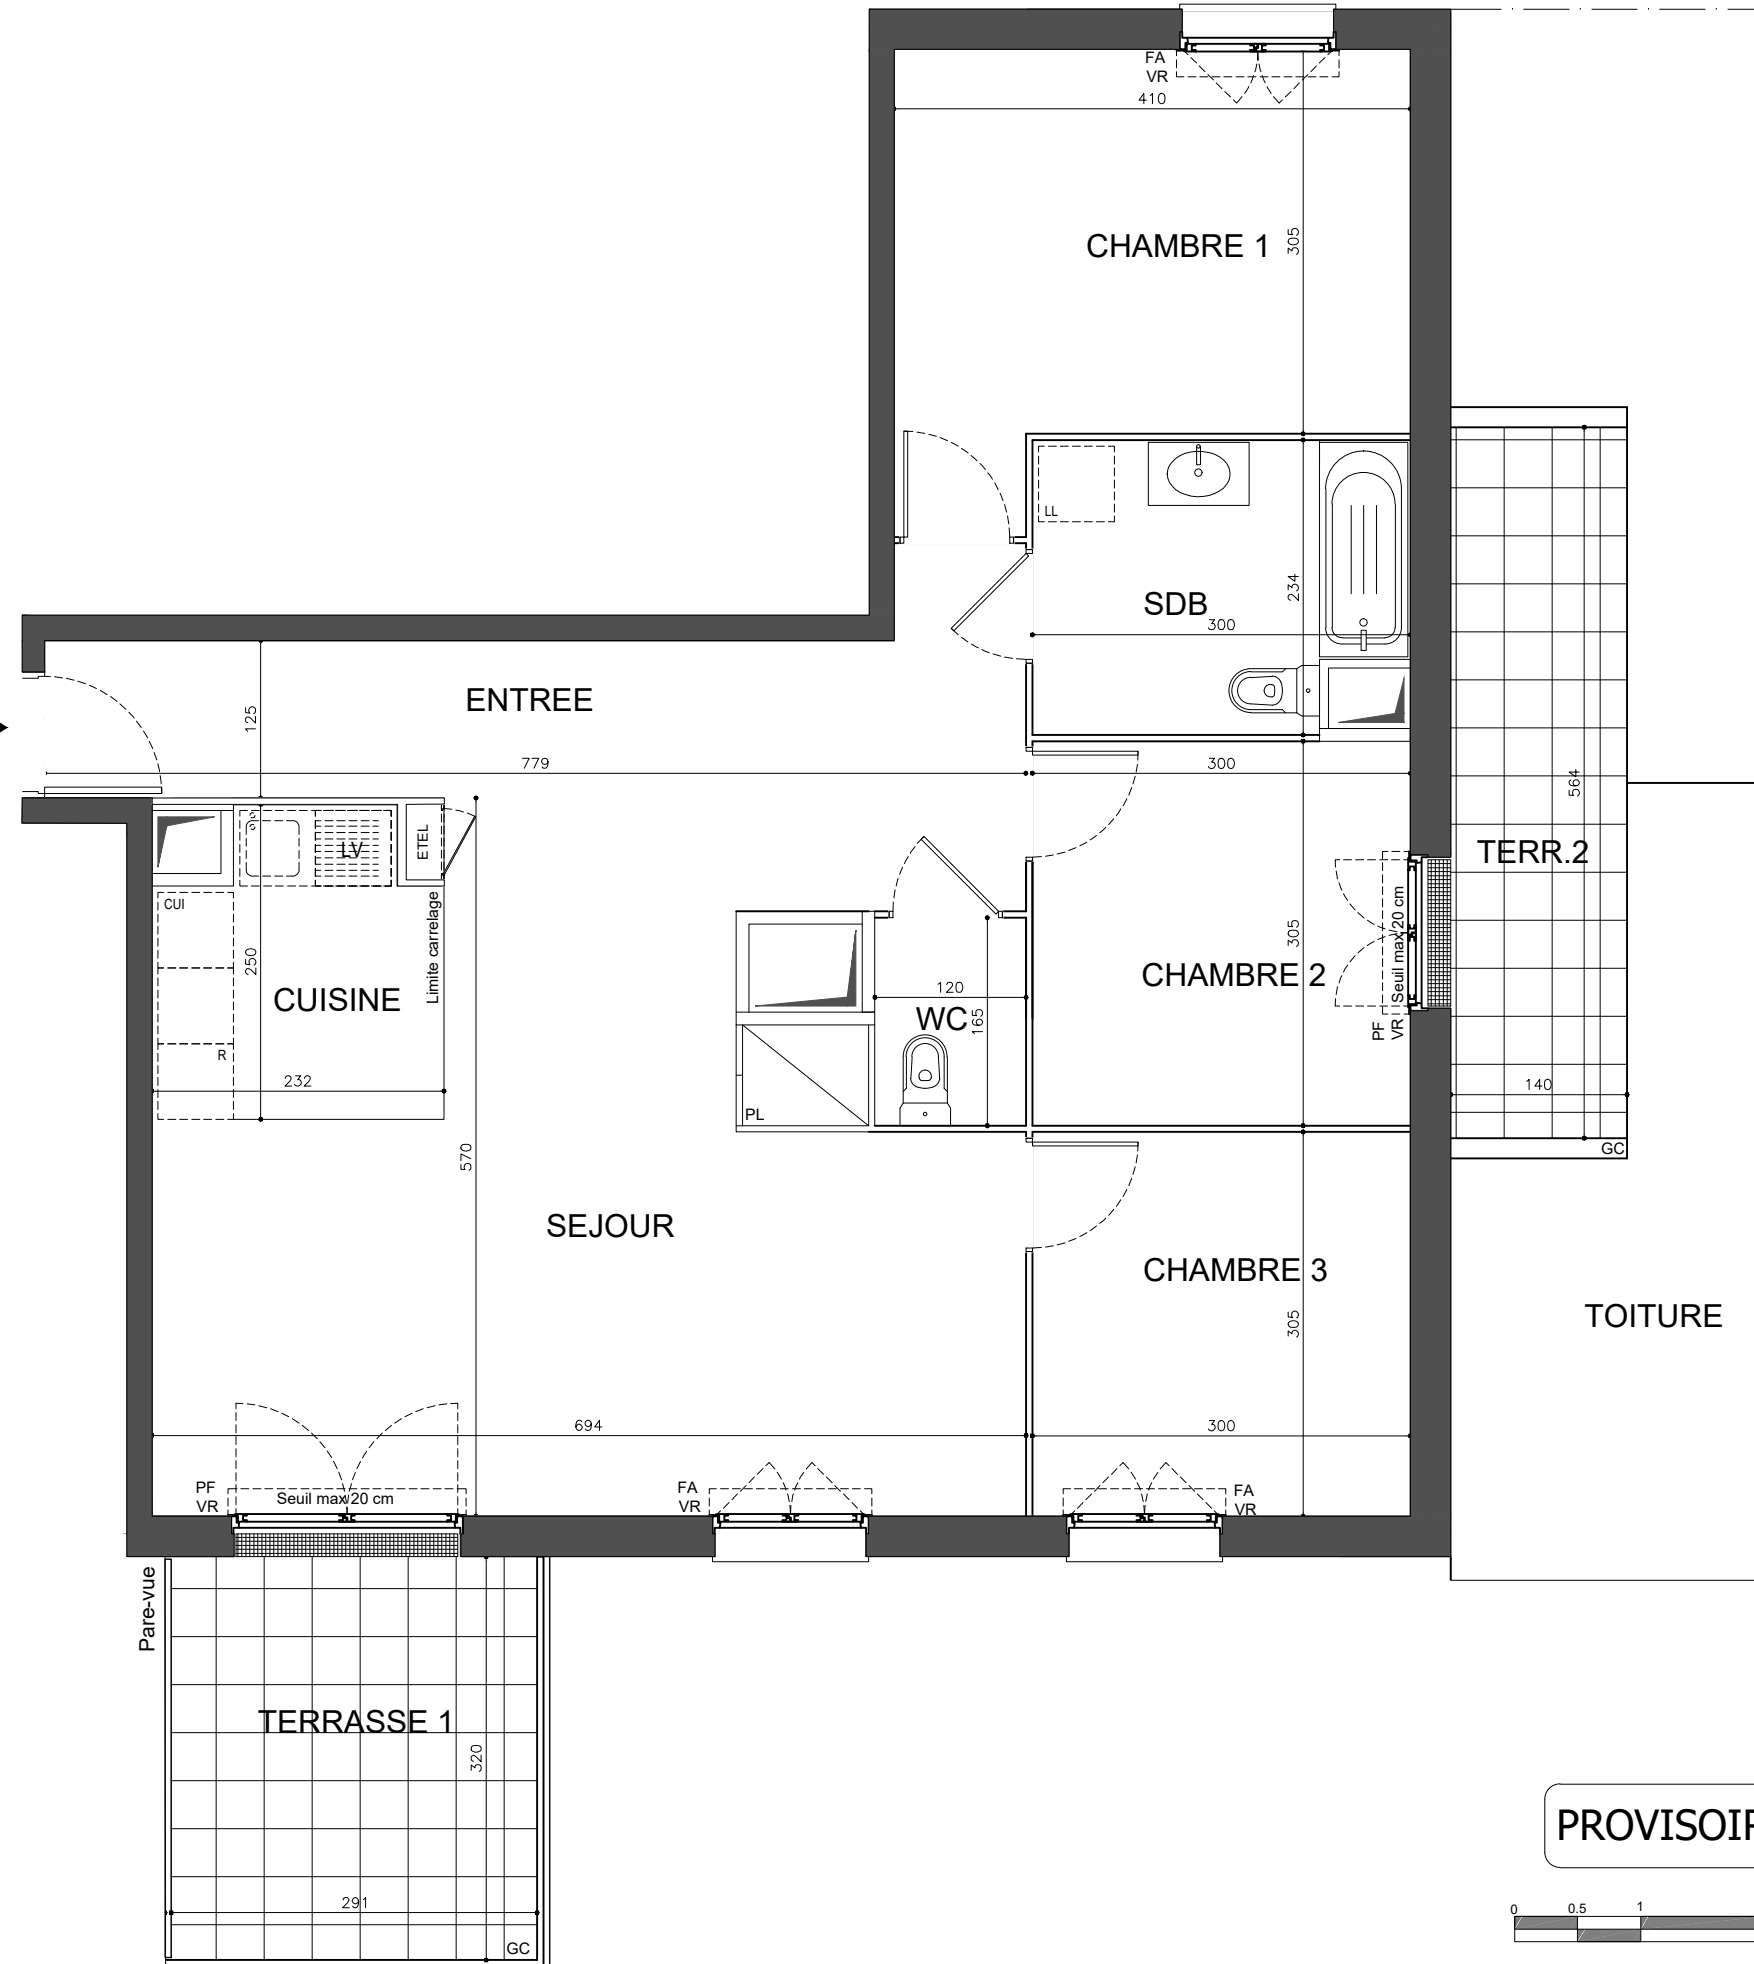 FA
VR
410
CHAMBRE 1
305
LL
SDB
234
300
ENTREE
125
779
300
564
TERR.2
LV
ETEL
CUI
Limite carrelage
250
CUISINE
R
232
120
WC
165
PL
305
CHAMBRE 2
Seuil max 20 cm
PF
VR
140
GC
570
SEJOUR
CHAMBRE 3
305
TOITURE
694
300
PF
VR
Seuil max 20 cm
FA
VR
FA
VR
Pare-vue
TERRASSE 1
320
291
GC
PROVISOIR
0 0.5 1